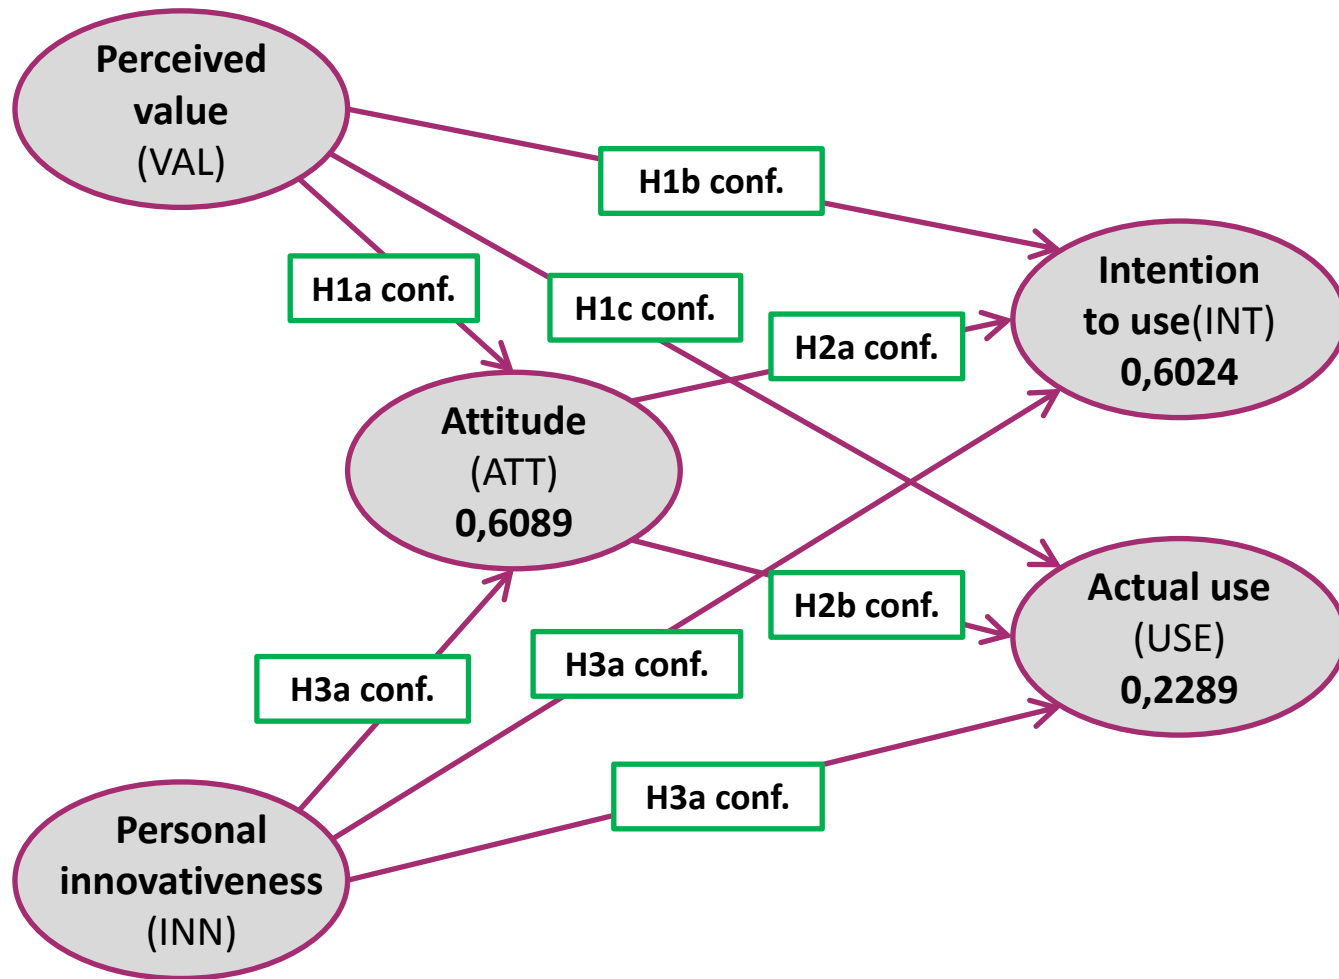 Perceived
value
(VAL)
H1b conf.
H1a conf.
H1c conf.
H2a conf.
Intention
to use(INT)
0,6024
Attitude
(ATT)
0,6089
H2b conf.
Actual use
(USE)
0,2289
H3a conf.
H3a conf.
H3a conf.
Personal
innovativeness
(INN)